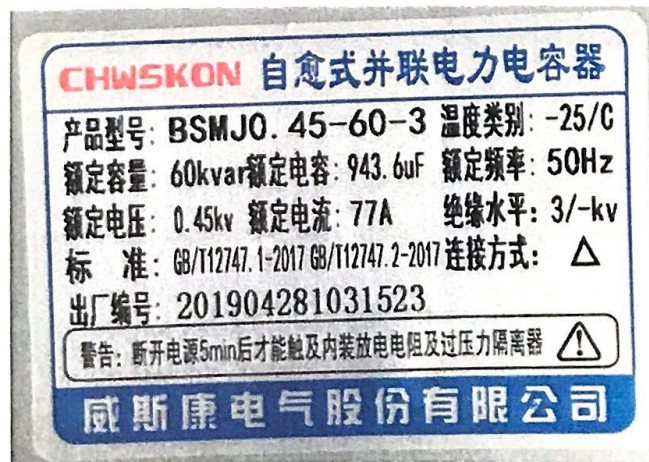 CHWSKON 自愈式并联电力电容器
产品型号: BSMJ0.45-60-3 温度类别: -25/C
额定容量: 60kvar额定电容: 943.6uF 额定频率: 50Hz
额定电压: 0.45kv 额定电流: 77A 绝缘水平: 3/-kv
标 准: GB/T12747.1-2017 GB/T12747.2-2017 连接方式: △
出厂编号: 201904281031523
警告: 断开电源5min后才能触及内装放电电阻及过压力隔离器
威斯康电气股份有限公司